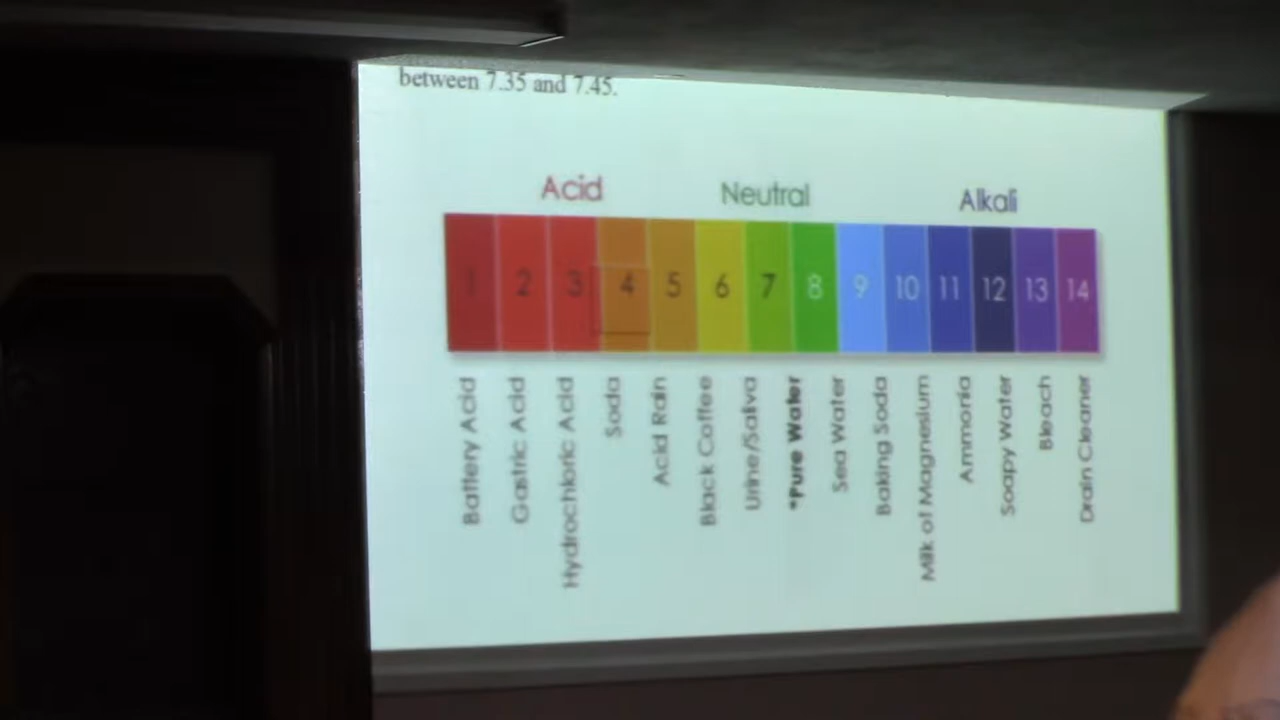 between 7.35 and 7.45.
Acid Neutral Alkali
1 2 3 4 5 6 7 8 9 10 11 12 13 14
Battery Acid
Gastric Acid
Hydrochloric Acid
Soda
Acid Rain
Black Coffee
Urine/Saliva
*Pure Water
Sea Water
Baking Soda
Milk of Magnesium
Ammonia
Soapy Water
Bleach
Drain Cleaner